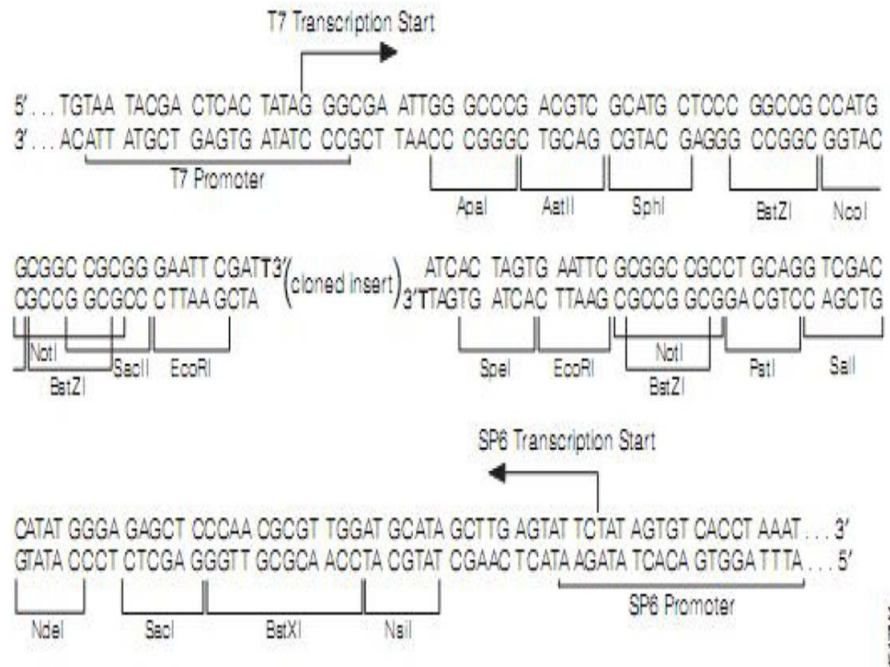 T7 Transcription Start
5' ... TGTAA TACGA CTCAC TATAG GGCGA ATTGG GCCCG ACGTC GCATG CTCCC GGCCG CCATG
3' ... ACATT ATGCT GAGTG ATATC CCGCT TAACC CGGGC TGCAG CGTAC GAGGG CCGGC GGTAC
T7 Promoter
ApaI AatII SphI BstZI NcoI
GCGGC CGCGG GAATT CGATT3' (cloned insert) ATCAC TAGTG AATTC GCGGC CGCCT GCAGG TCGAC
CGCCG GCGCC CTTAA GCTA 3'TTAGTG ATCAC TTAAG CGCCG GCGGA CGTCC AGCTG
NotI SacII EcoRI SpeI EcoRI NotI PstI SalI
BstZI BstZI
SP6 Transcription Start
CATAT GGGA GAGCT CCCAA CGCGT TGGAT GCATA GCTTG AGTAT TCTAT AGTGT CACCT AAAT ... 3'
GTATA CCCT CTCGA GGGTT GCGCA ACCTA CGTAT CGAAC TCATA AGATA TCACA GTGGA TTTA ... 5'
SP6 Promoter
NdeI SacI BstXI NsiI